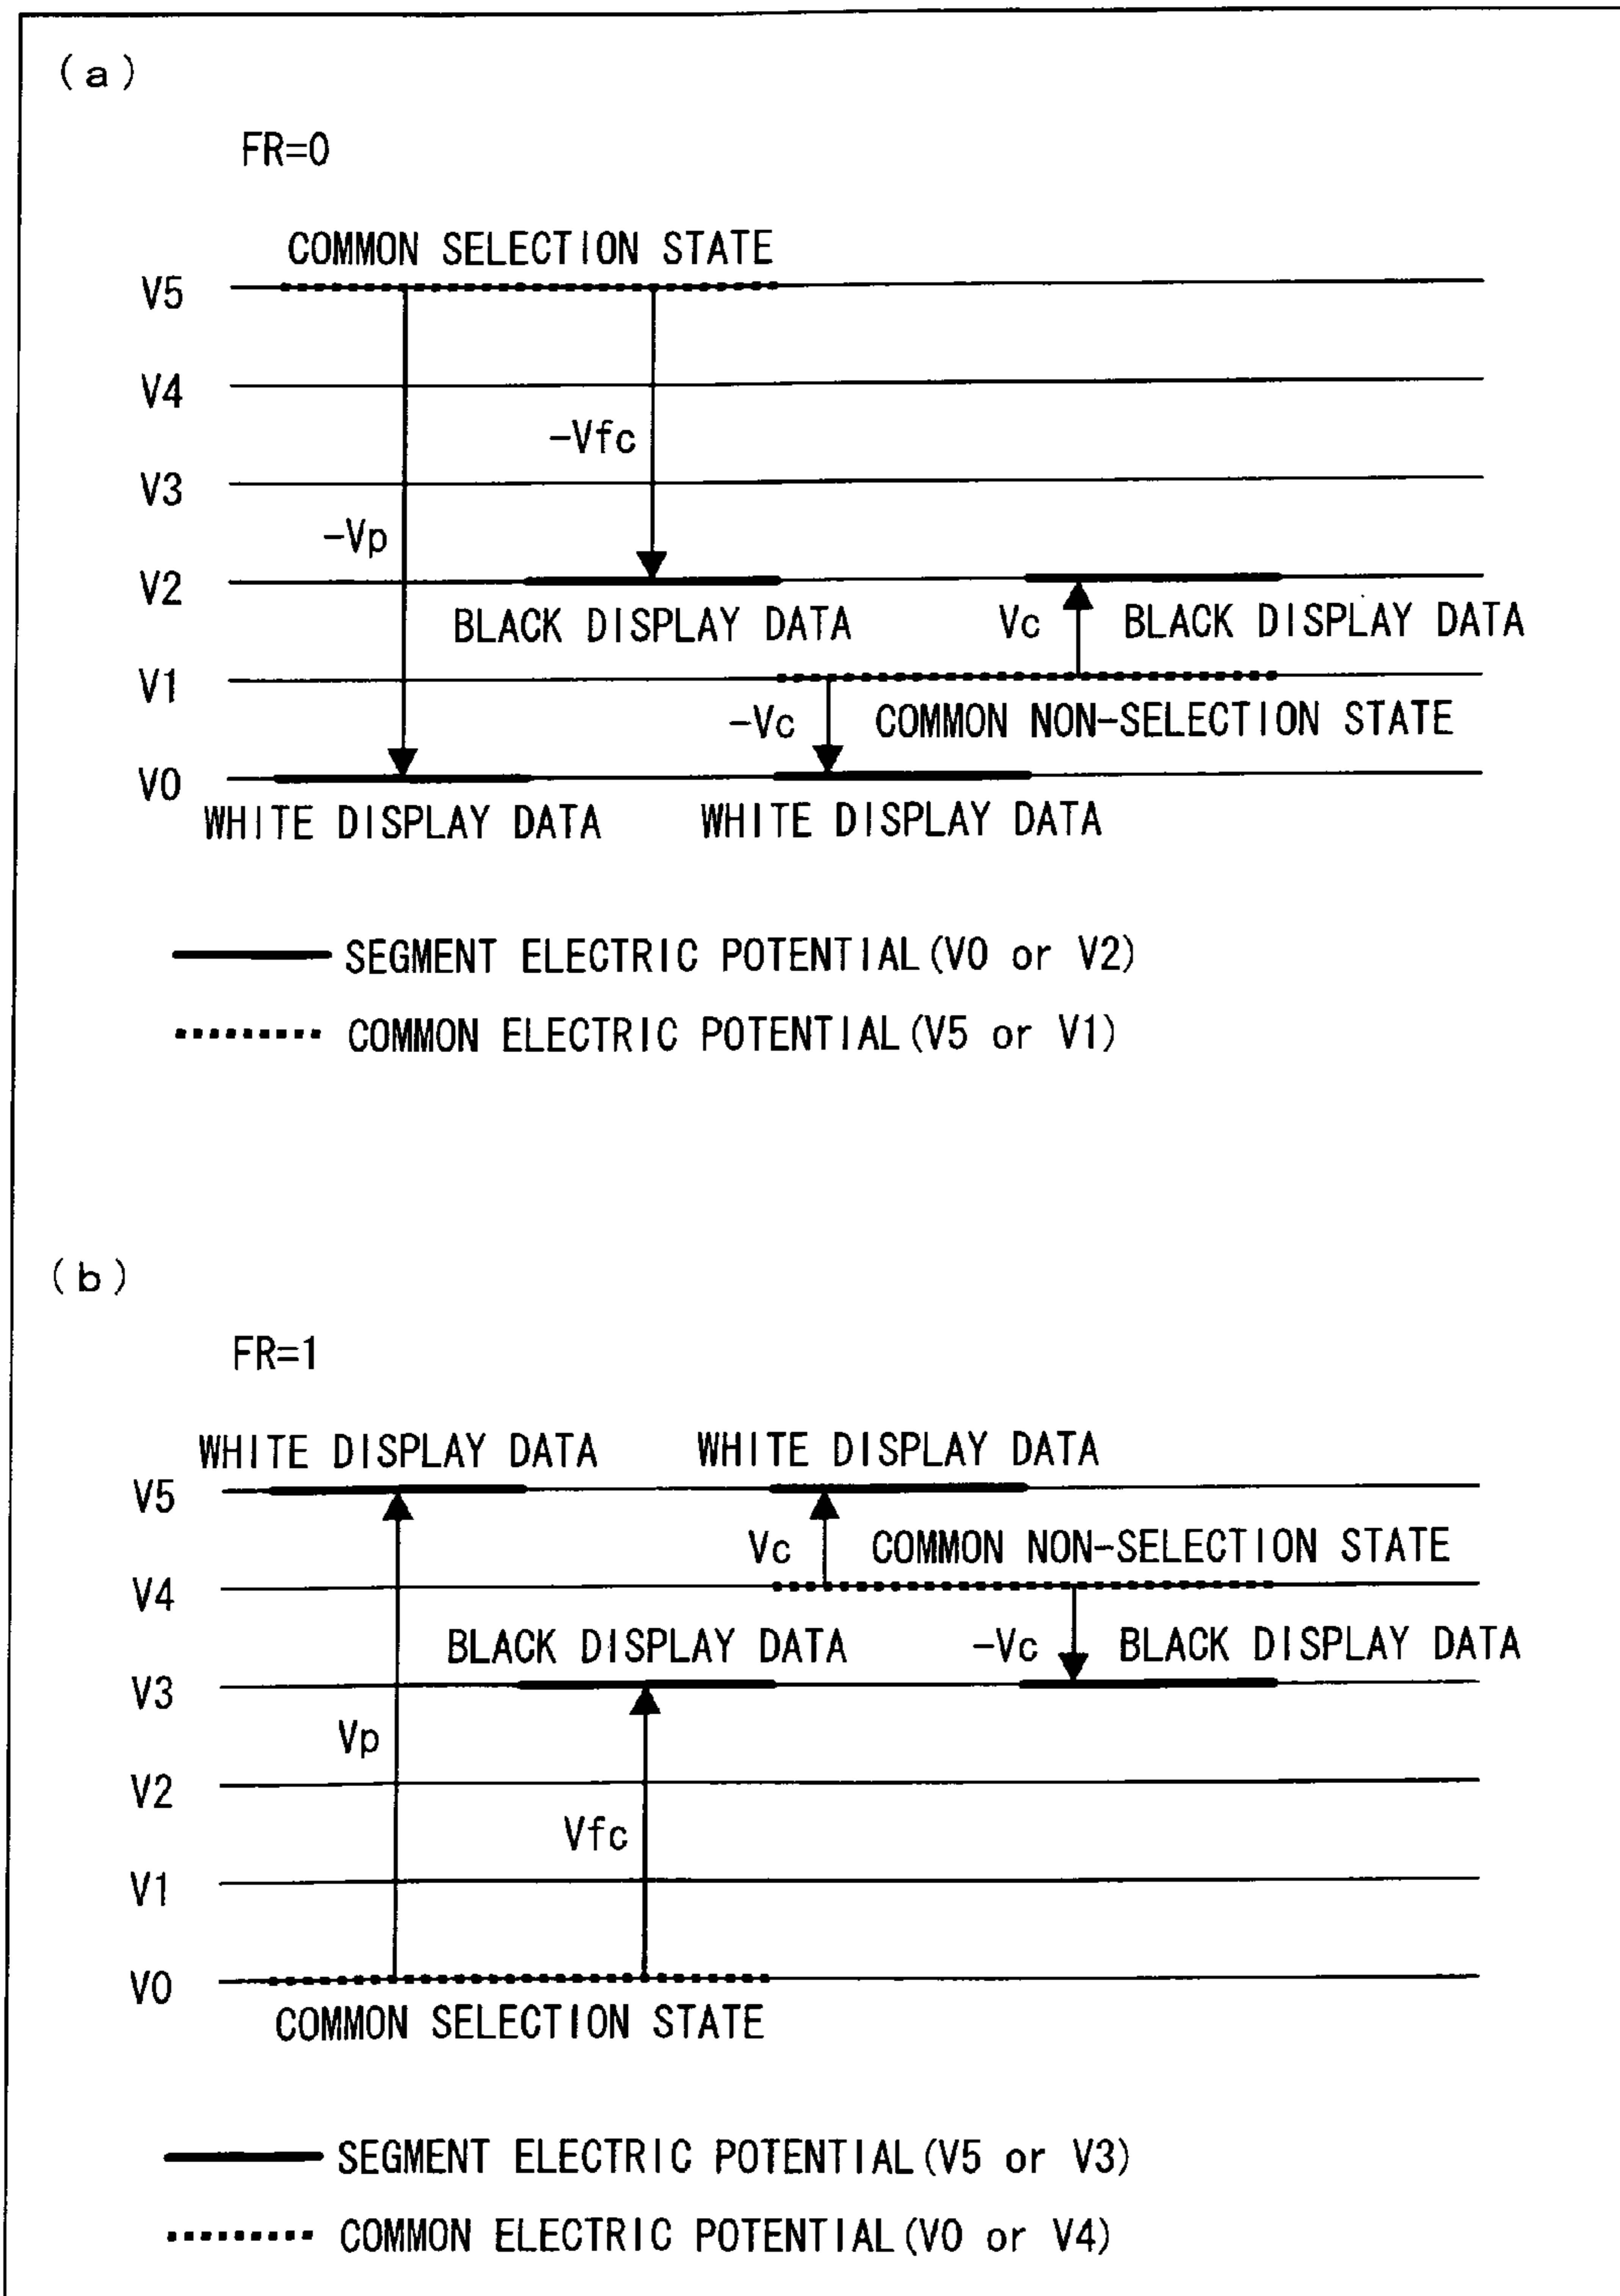 (a)
FR=0
COMMON SELECTION STATE
V5
V4
-Vfc
V3
-Vp
V2
BLACK DISPLAY DATA
Vc
BLACK DISPLAY DATA
V1
-Vc
COMMON NON-SELECTION STATE
V0
WHITE DISPLAY DATA
WHITE DISPLAY DATA
SEGMENT ELECTRIC POTENTIAL(V0 or V2)
COMMON ELECTRIC POTENTIAL(V5 or V1)
(b)
FR=1
WHITE DISPLAY DATA
WHITE DISPLAY DATA
V5
Vc
COMMON NON-SELECTION STATE
V4
BLACK DISPLAY DATA
-Vc
BLACK DISPLAY DATA
V3
Vp
V2
Vfc
V1
V0
COMMON SELECTION STATE
SEGMENT ELECTRIC POTENTIAL(V5 or V3)
COMMON ELECTRIC POTENTIAL(V0 or V4)